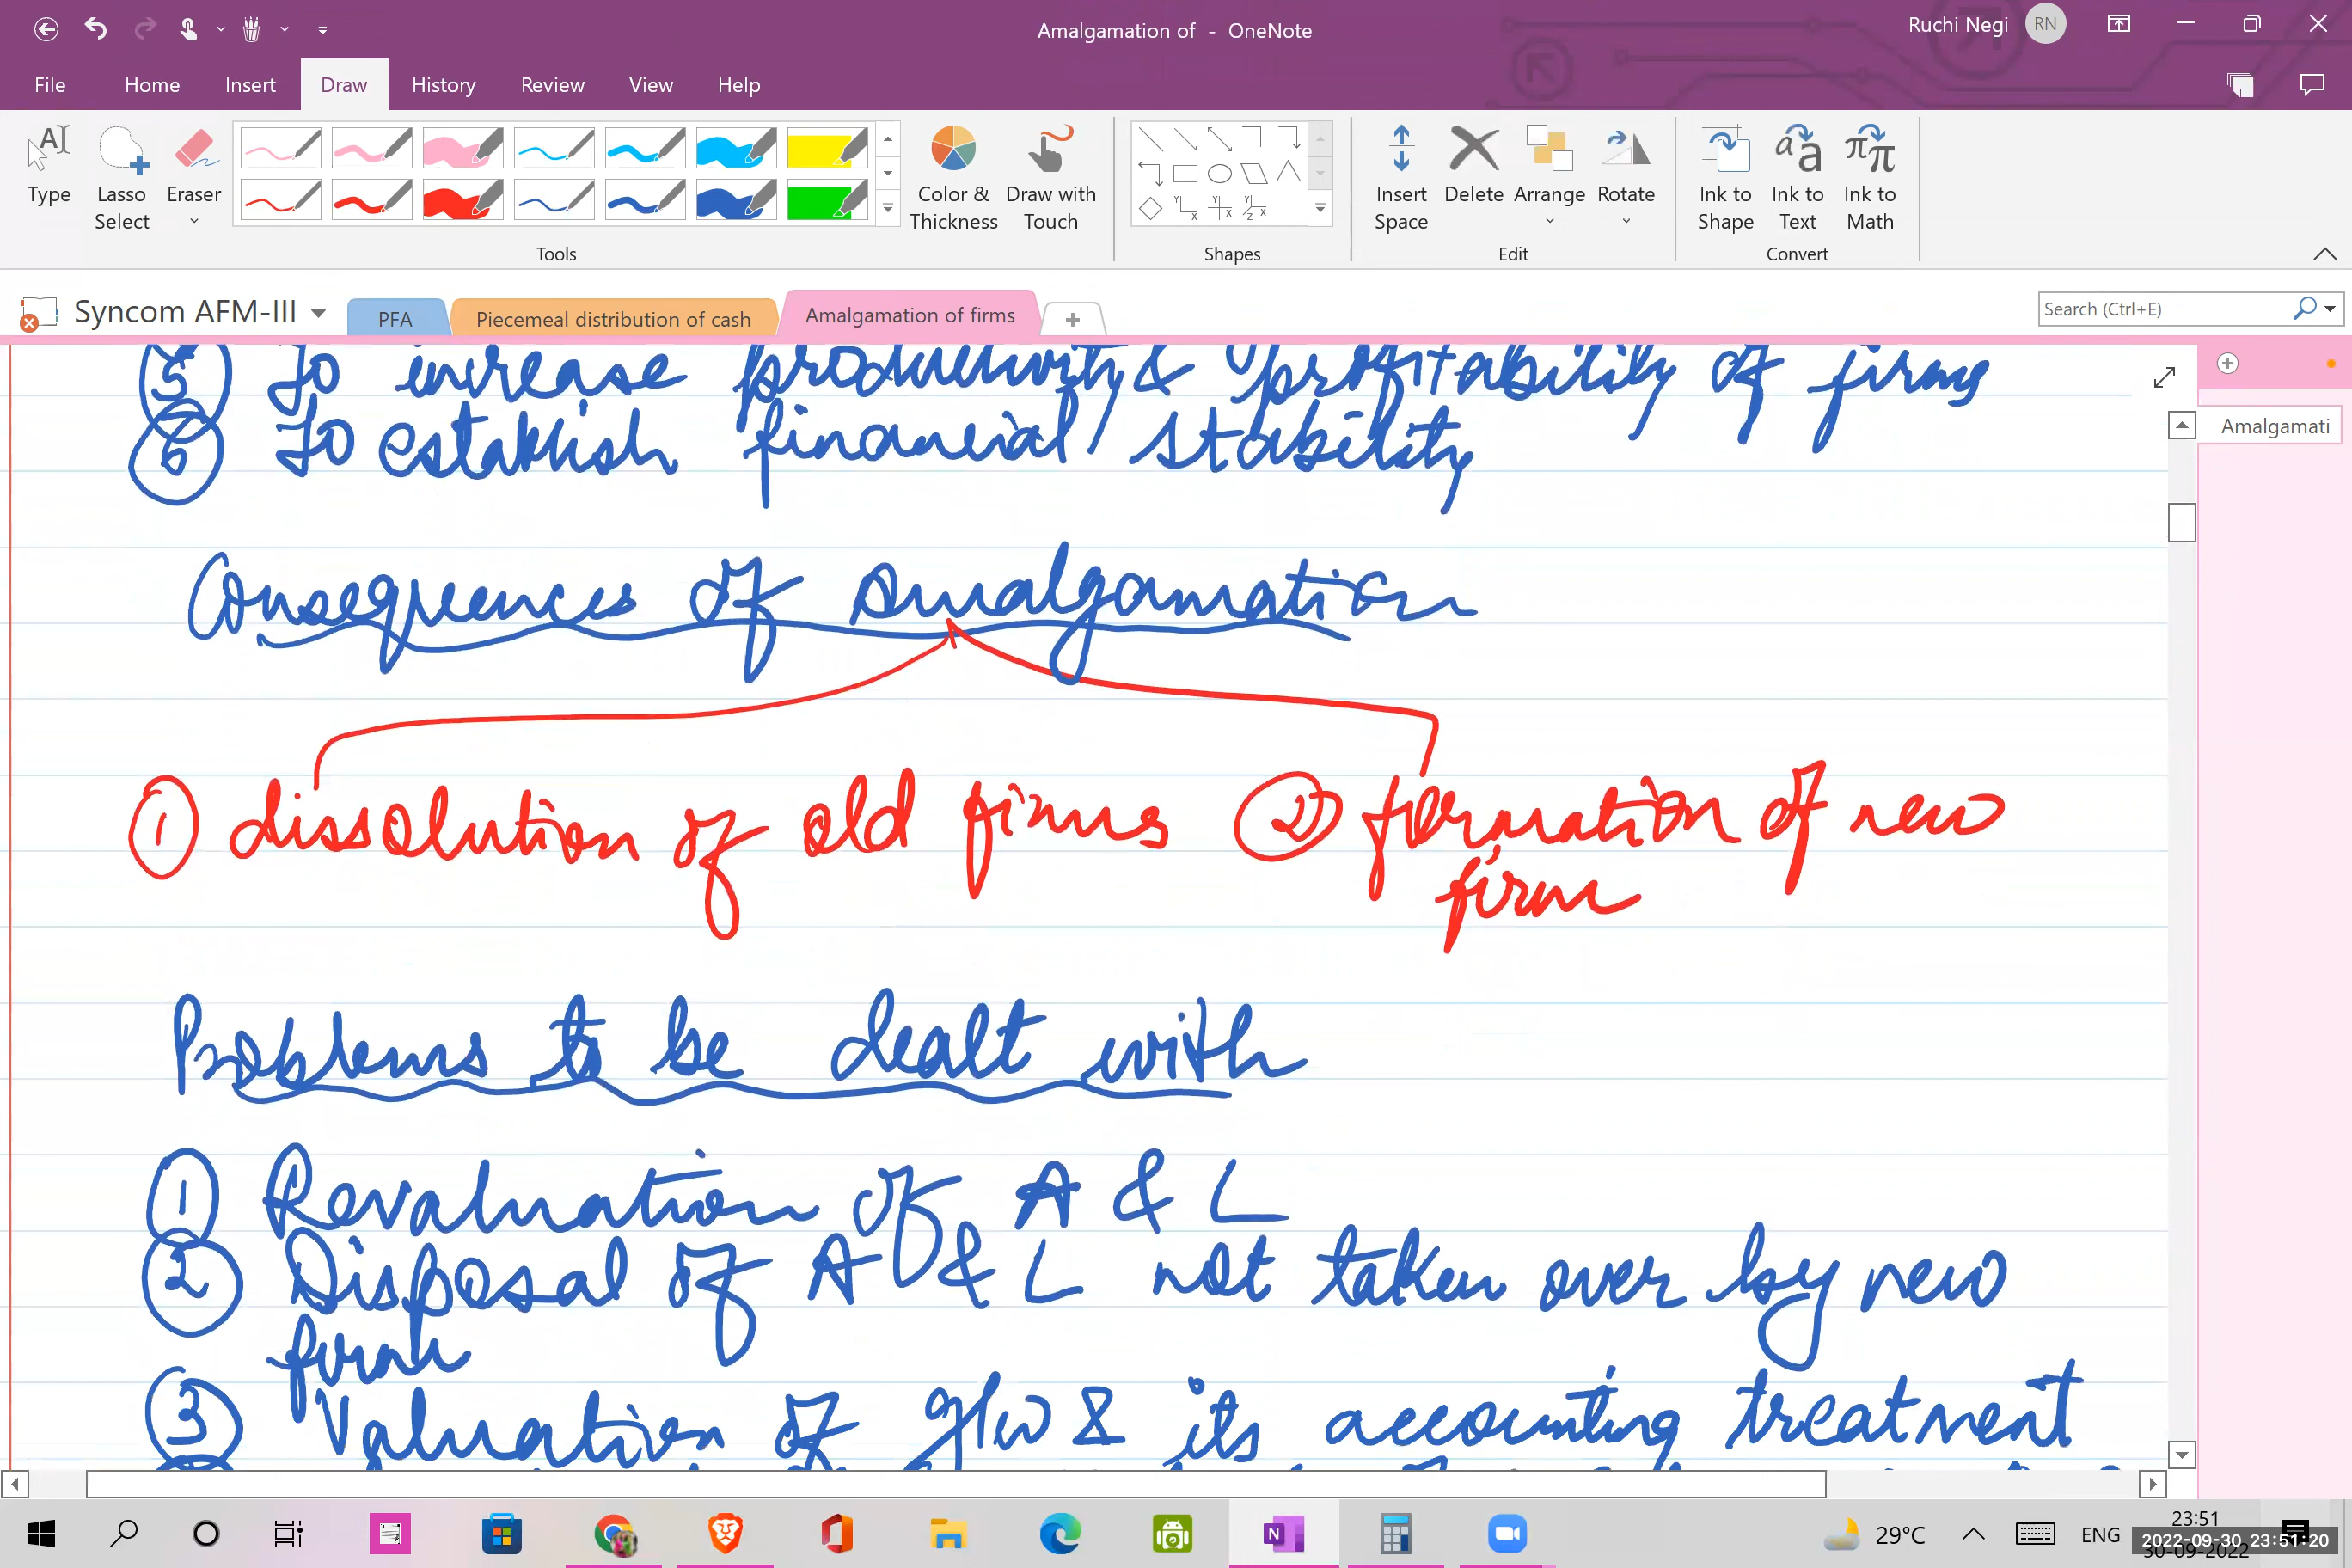 Amalgamation of - OneNote
Ruchi Negi RN
File Home Insert Draw History Review View Help
Type Lasso Select Eraser Color & Thickness Draw with Touch Insert Space Delete Arrange Rotate Ink to Shape Ink to Text Ink to Math
Tools Shapes Edit Convert
Syncom AFM-III PFA Piecemeal distribution of cash Amalgamation of firms + Search (Ctrl+E)
Amalgamati
5 To increase productivity & profitability of firms
6 To establish financial stability
Consequences of Amalgamation
1 dissolution of old firms 2 formation of new
firm
Problems to be dealt with
1 Revaluation of A & L
2 Disposal of A & L not taken over by new
firm
3 Valuation of g/w & its accounting treatment
29°C ENG 23:51
30-09-2022
2022-09-30 23:51:20